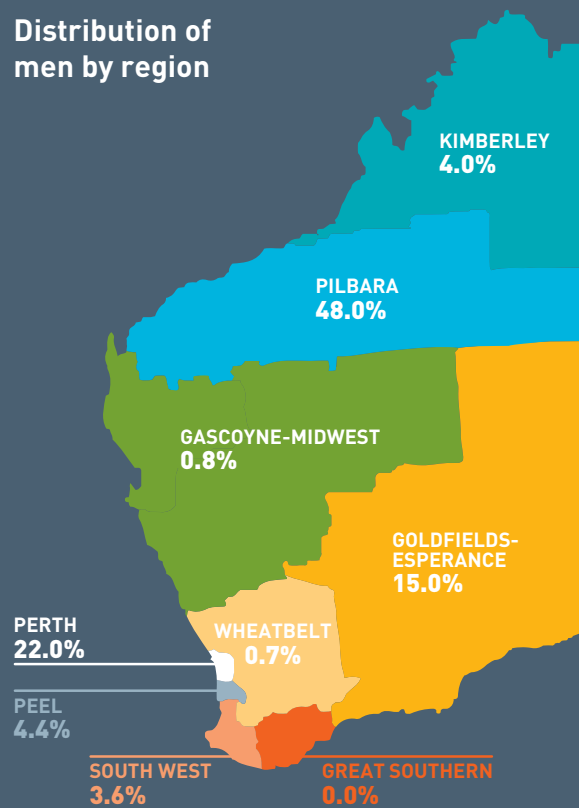 Distribution of
men by region
KIMBERLEY
4.0%
PILBARA
48.0%
GASCOYNE-MIDWEST
0.8%
GOLDFIELDS-
ESPERANCE
15.0%
WHEATBELT
0.7%
PERTH
22.0%
PEEL
4.4%
SOUTH WEST
3.6%
GREAT SOUTHERN
0.0%